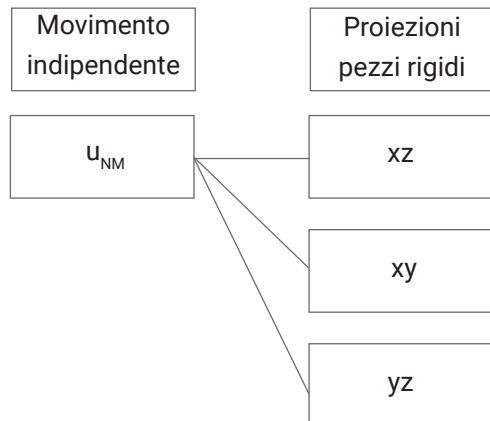 Movimento
indipendente
Proiezioni
pezzi rigidi
u_NM
xz
xy
yz